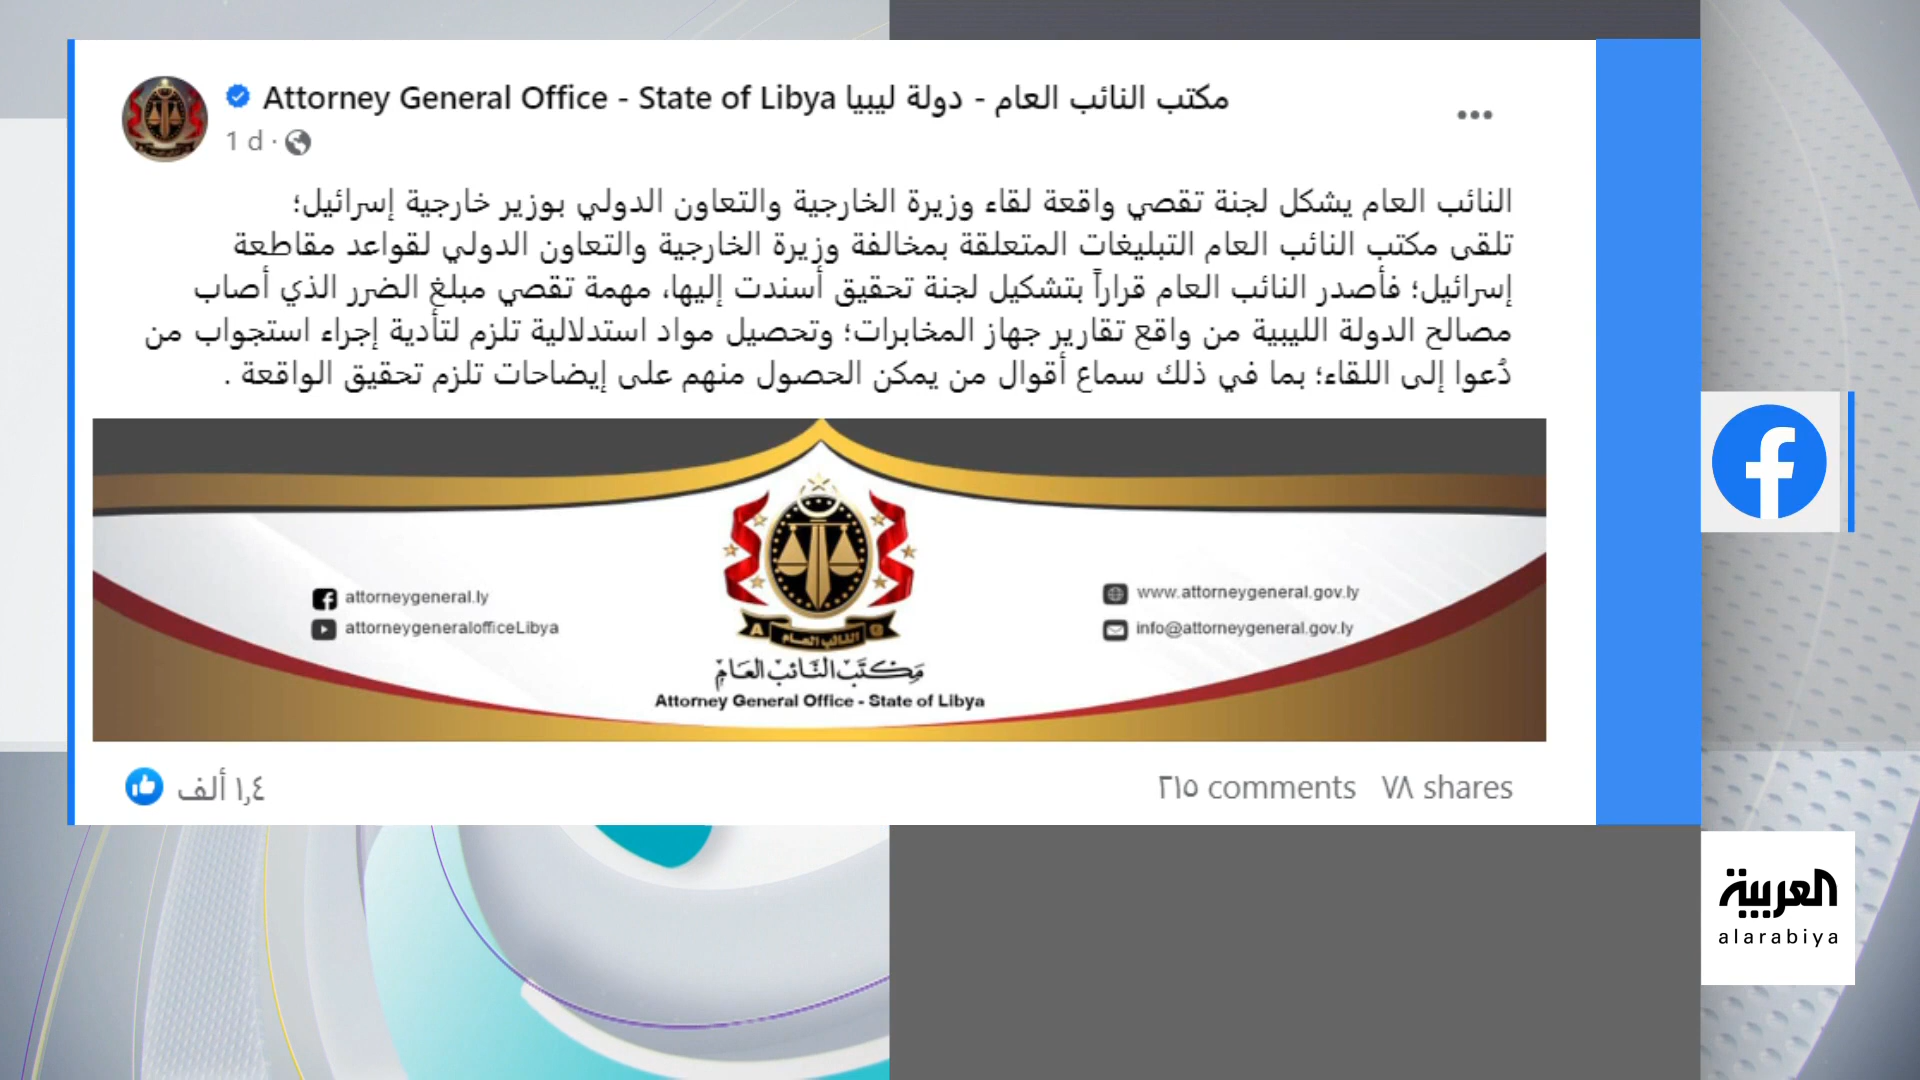 Attorney General Office - State of Libya مكتب النائب العام - دولة ليبيا
1 d ·
النائب العام يشكل لجنة تقصي واقعة لقاء وزيرة الخارجية والتعاون الدولي بوزير خارجية إسرائيل؛
تلقى مكتب النائب العام التبليغات المتعلقة بمخالفة وزيرة الخارجية والتعاون الدولي لقواعد مقاطعة
إسرائيل؛ فأصدر النائب العام قراراً بتشكيل لجنة تحقيق أسندت إليها، مهمة تقصي مبلغ الضرر الذي أصاب
مصالح الدولة الليبية من واقع تقارير جهاز المخابرات؛ وتحصيل مواد استدلالية تلزم لتأدية إجراء استجواب من
دُعوا إلى اللقاء؛ بما في ذلك سماع أقوال من يمكن الحصول منهم على إيضاحات تلزم تحقيق الواقعة .
attorneygeneral.ly
attorneygeneralofficeLibya
www.attorneygeneral.gov.ly
info@attorneygeneral.gov.ly
A النائب العام G
مكتب النائب العام
Attorney General Office - State of Libya
١,٤ ألف
٢١٥ comments ٧٨ shares
العربية
alarabiya